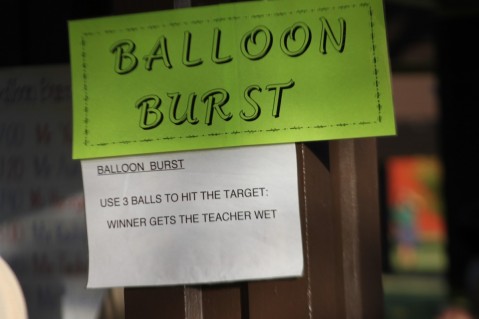 BALLOON
BURST
BALLOON BURST
USE 3 BALLS TO HIT THE TARGET:
WINNER GETS THE TEACHER WET